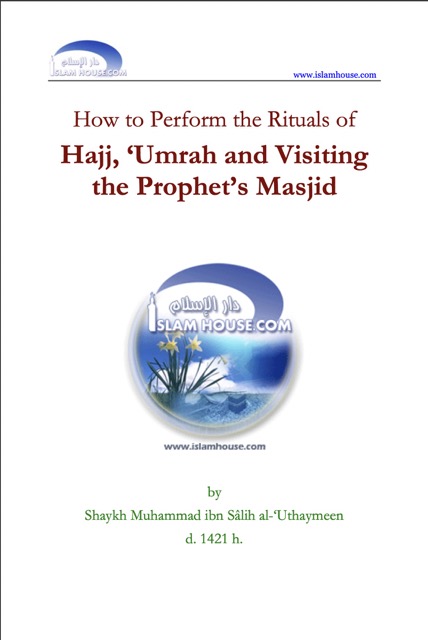 دار الإسلام
ISLAM HOUSE.COM
www.islamhouse.com
How to Perform the Rituals of
Hajj, ‘Umrah and Visiting
the Prophet’s Masjid
دار الإسلام
ISLAM HOUSE.COM
www.islamhouse.com
by
Shaykh Muhammad ibn Sâlih al-‘Uthaymeen
d. 1421 h.